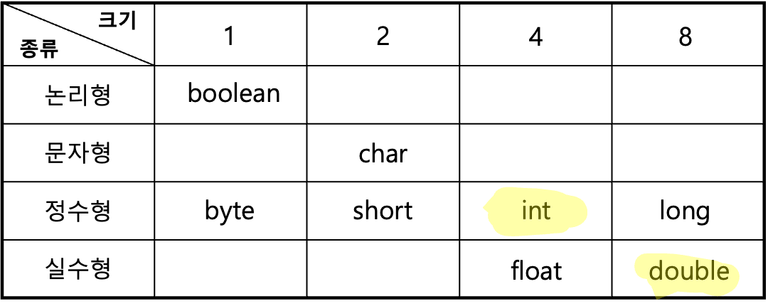 크기
종류 1 2 4 8
논리형 boolean
문자형 char
정수형 byte short int long
실수형 float double